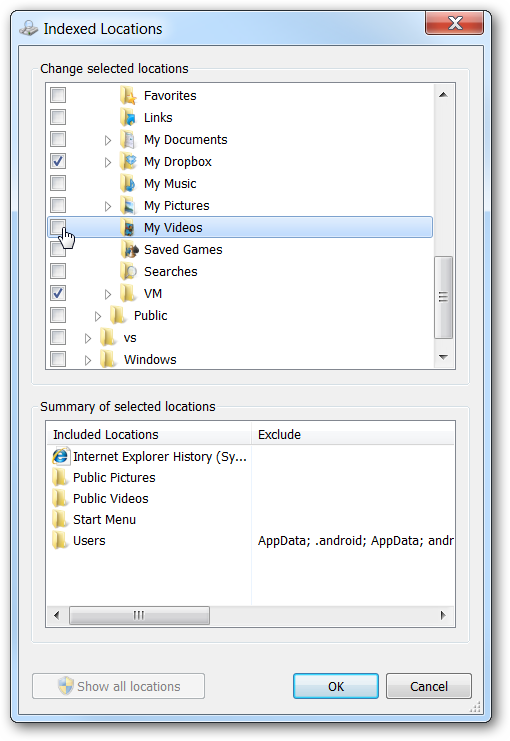 Indexed Locations
Change selected locations
Favorites
Links
My Documents
My Dropbox
My Music
My Pictures
My Videos
Saved Games
Searches
VM
Public
vs
Windows
Summary of selected locations
Included Locations Exclude
Internet Explorer History (Sy...
Public Pictures
Public Videos
Start Menu
Users AppData; .android; AppData; andr
Show all locations OK Cancel